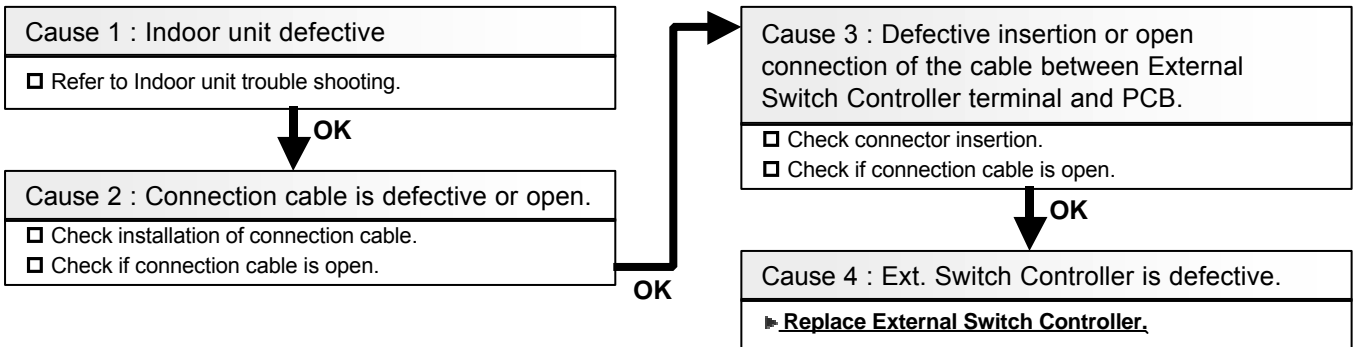 Cause 1 : Indoor unit defective
☐ Refer to Indoor unit trouble shooting.
OK
Cause 2 : Connection cable is defective or open.
☐ Check installation of connection cable.
☐ Check if connection cable is open.
OK
Cause 3 : Defective insertion or open
connection of the cable between External
Switch Controller terminal and PCB.
☐ Check connector insertion.
☐ Check if connection cable is open.
OK
Cause 4 : Ext. Switch Controller is defective.
▶ Replace External Switch Controller.